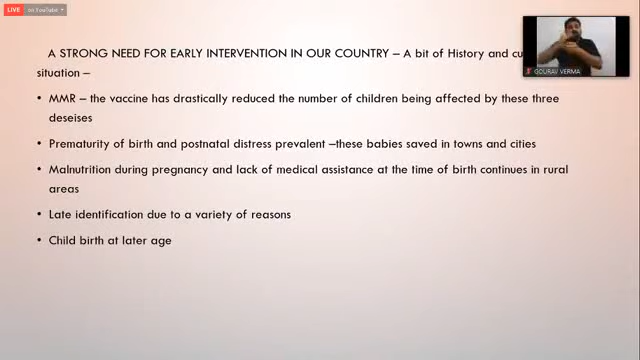 LIVE on YouTube
A STRONG NEED FOR EARLY INTERVENTION IN OUR COUNTRY – A bit of History and cu
situation –
• MMR – the vaccine has drastically reduced the number of children being affected by these three
deseises
• Prematurity of birth and postnatal distress prevalent –these babies saved in towns and cities
• Malnutrition during pregnancy and lack of medical assistance at the time of birth continues in rural
areas
• Late identification due to a variety of reasons
• Child birth at later age
GOURAV VERMA